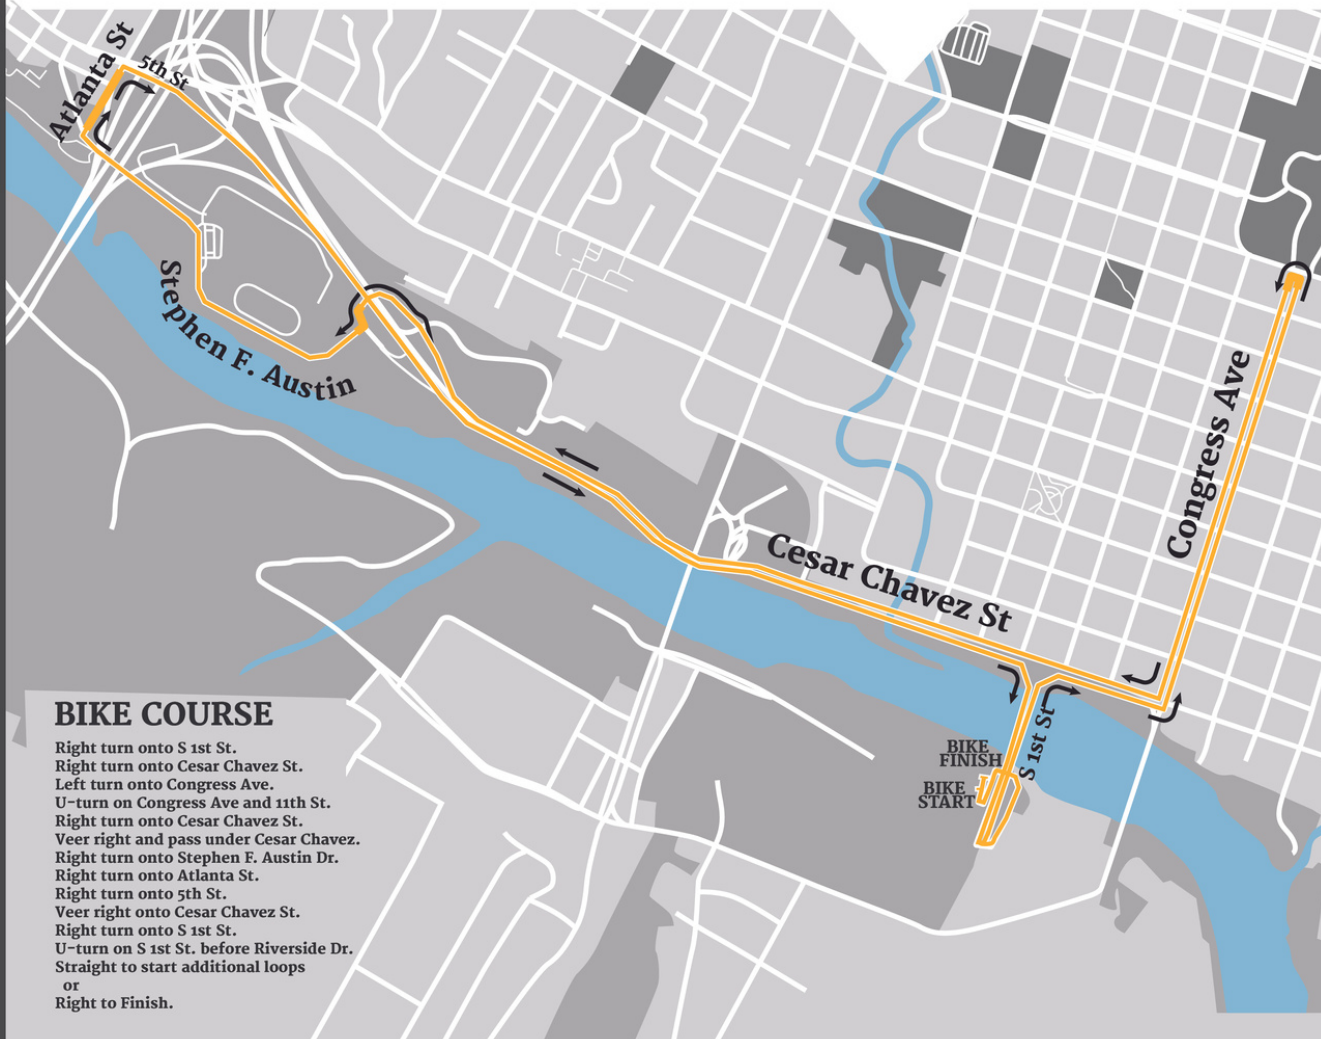 Atlanta St
5th St
Stephen F. Austin
Cesar Chavez St
Congress Ave
S 1st St
BIKE
FINISH
BIKE
START
BIKE COURSE
Right turn onto S 1st St.
Right turn onto Cesar Chavez St.
Left turn onto Congress Ave.
U-turn on Congress Ave and 11th St.
Right turn onto Cesar Chavez St.
Veer right and pass under Cesar Chavez.
Right turn onto Stephen F. Austin Dr.
Right turn onto Atlanta St.
Right turn onto 5th St.
Veer right onto Cesar Chavez St.
Right turn onto S 1st St.
U-turn on S 1st St. before Riverside Dr.
Straight to start additional loops
or
Right to Finish.